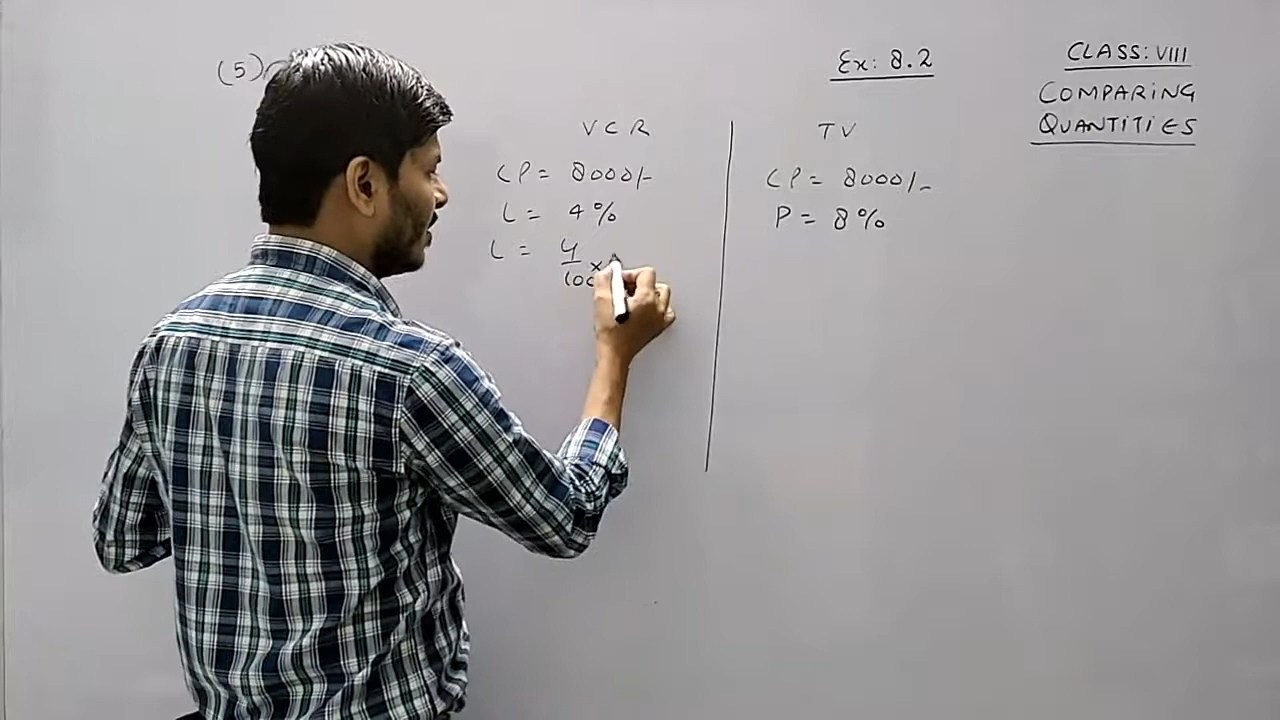 (5)
Ex: 8.2
CLASS: VIII
COMPARING
QUANTITIES
VCR
CP = 8000/-
L = 4%
L = 4/100 ×
TV
CP = 8000/-
P = 8%